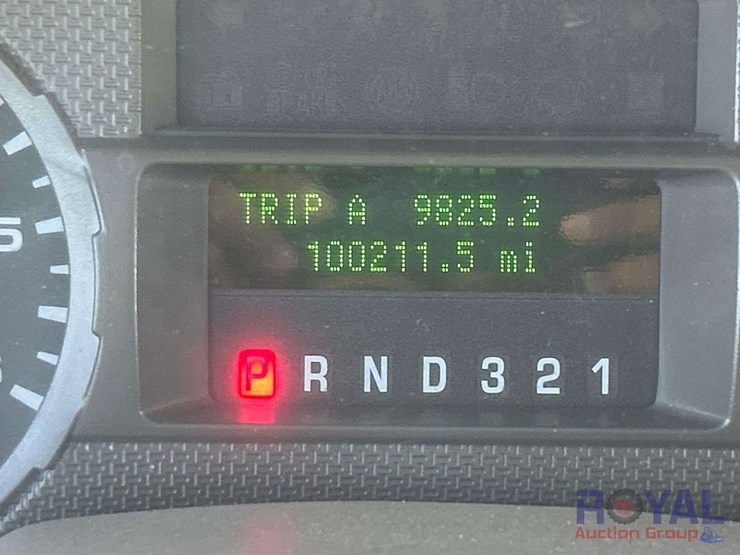 TRIP A 9825.2
100211.5 mi
5
P R N D 3 2 1
ROYAL
Auction Group